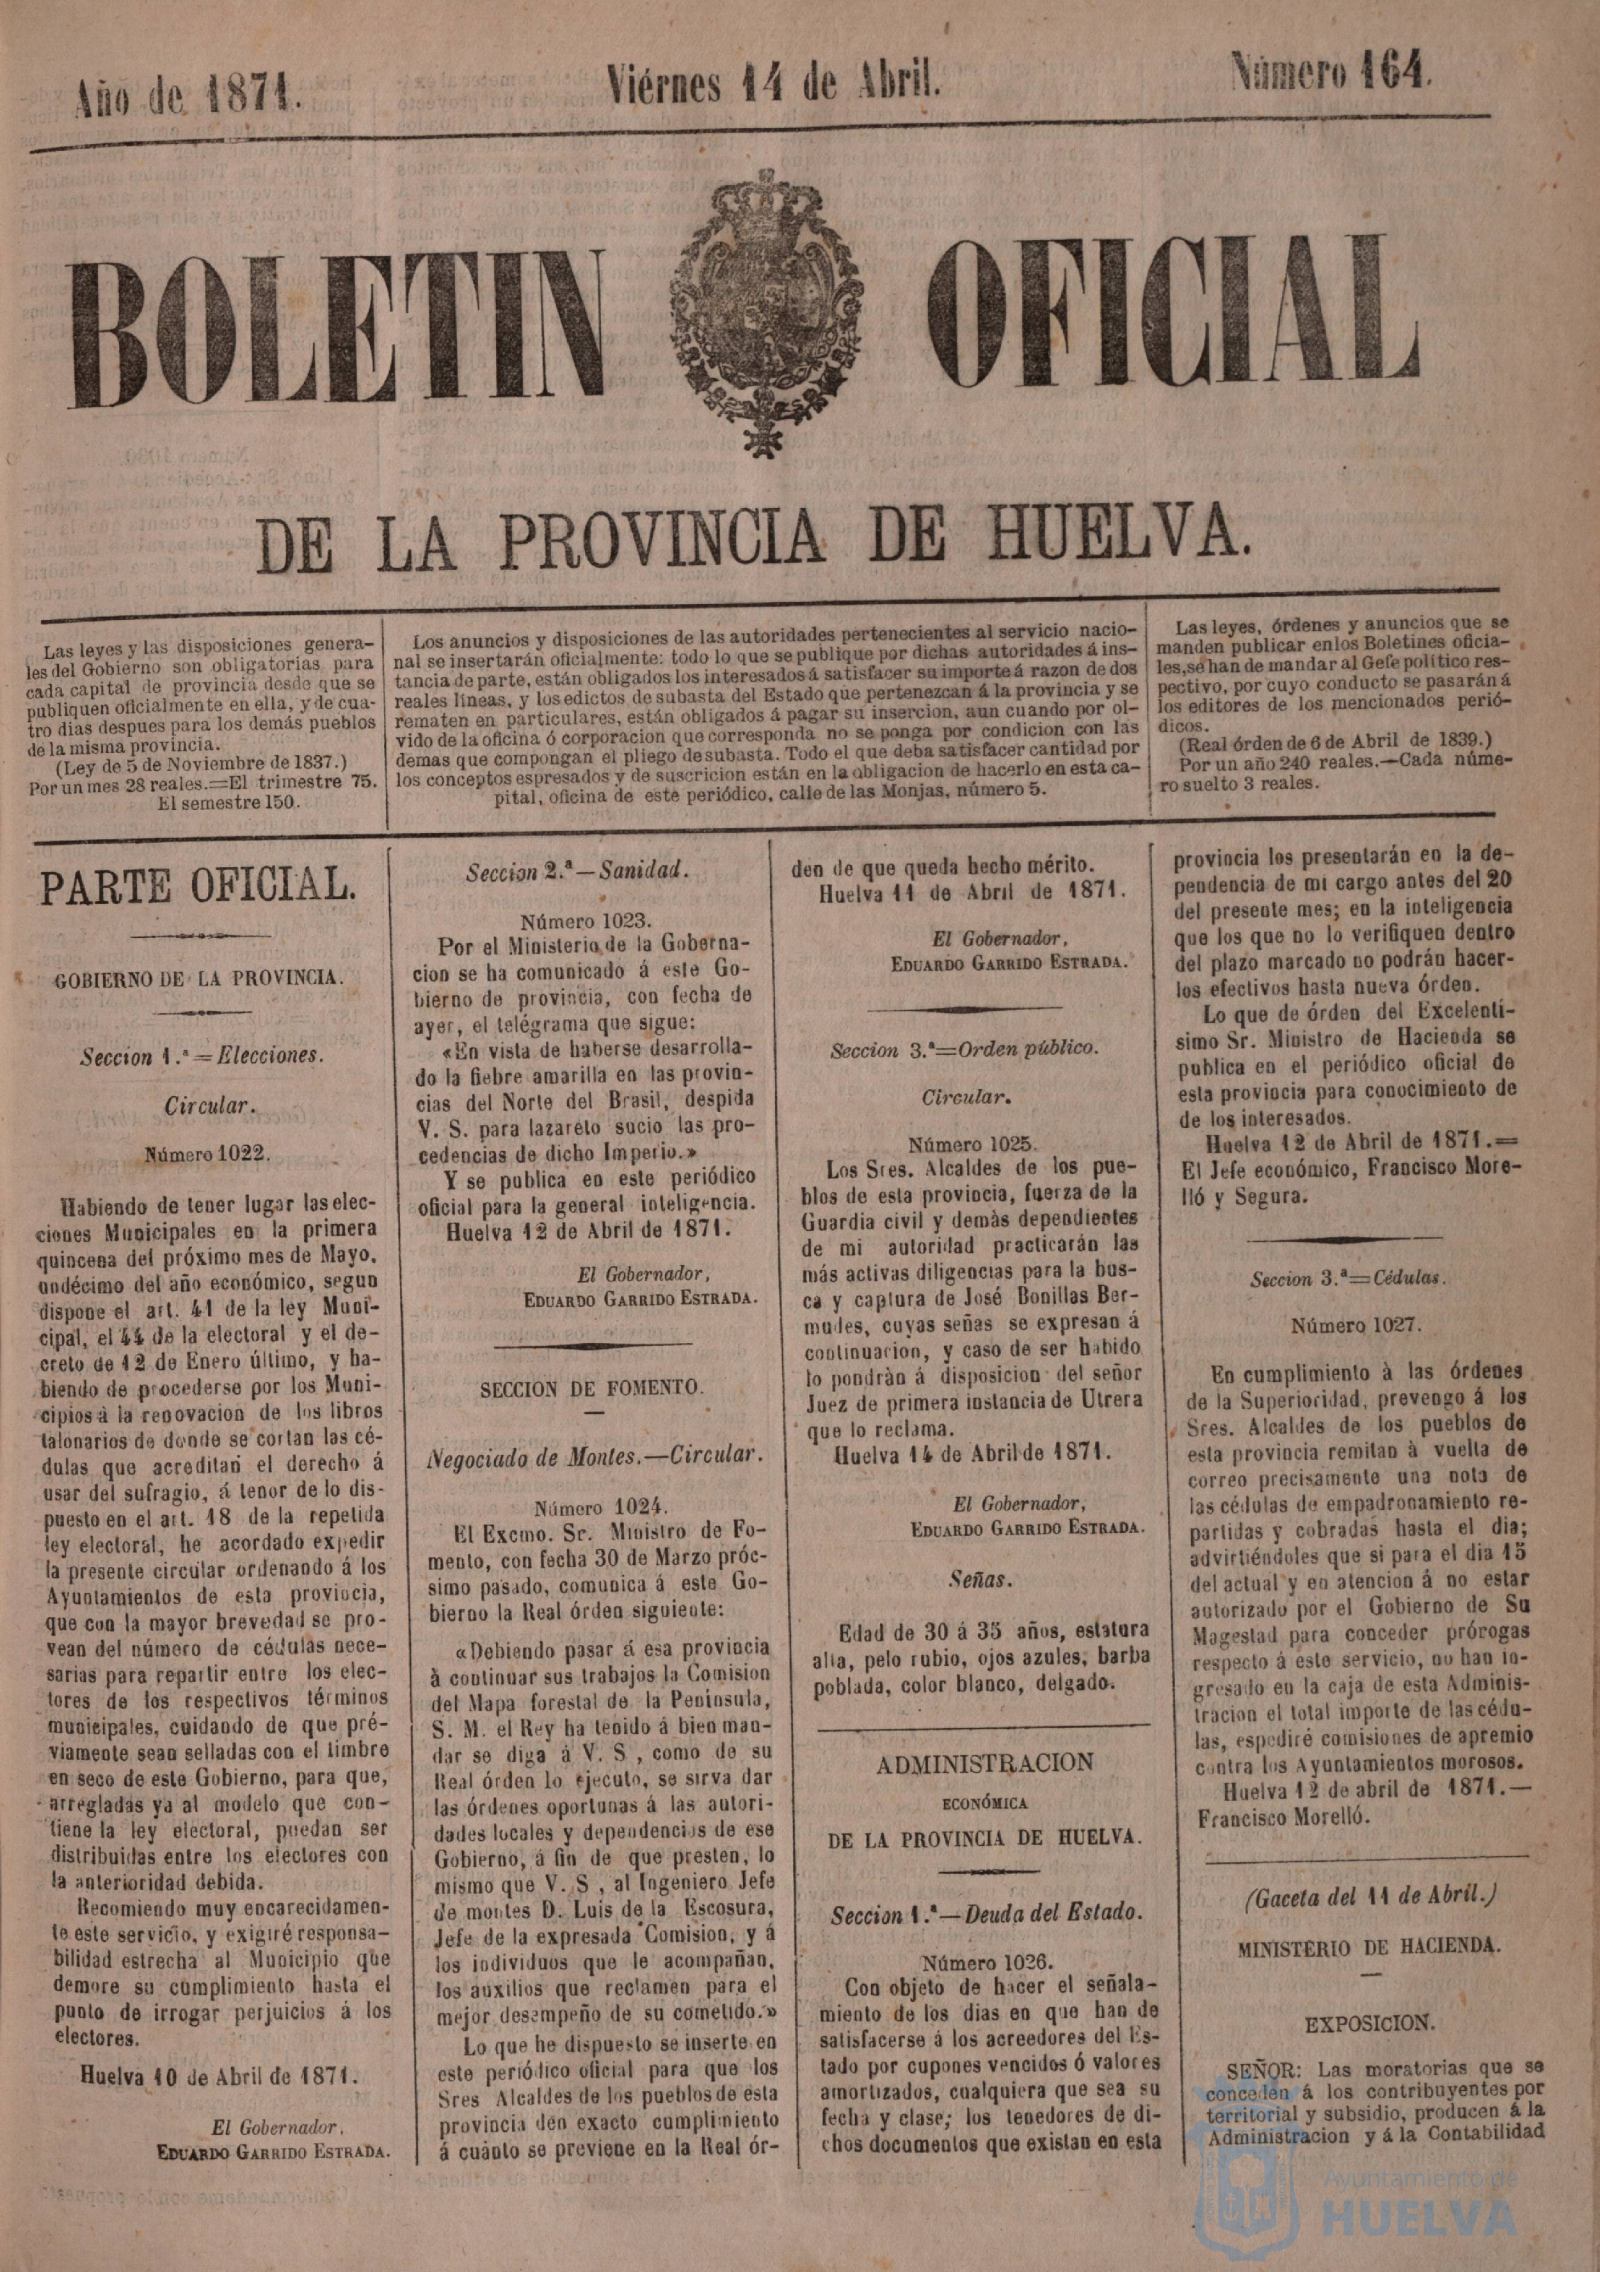 Año de 1871.
Viérnes 14 de Abril.
Número 164.
BOLETIN OFICIAL
DE LA PROVINCIA DE HUELVA.
Las leyes y las disposiciones genera-
les del Gobierno son obligatorias para
cada capital de provincia desde que se
publiquen oficialmente en ella, y de cua-
tro dias despues para los demás pueblos
de la misma provincia.
(Ley de 5 de Noviembre de 1837.)
Por un mes 28 reales.=El trimestre 75.
El semestre 150.
Los anuncios y disposiciones de las autoridades pertenecientes al servicio nacio-
nal se insertarán oficialmente: todo lo que se publique por dichas autoridades á ins-
tancia de parte, están obligados los interesados á satisfacer su importe á razon de dos
reales líneas, y los edictos de subasta del Estado que pertenezcan á la provincia y se
rematen en particulares, están obligados á pagar su insercion, aun cuando por ol-
vido de la oficina ó corporacion que corresponda no se ponga por condicion con las
demas que compongan el pliego de subasta. Todo el que deba satisfacer cantidad por
los conceptos espresados y de suscricion están en la obligacion de hacerlo en esta ca-
pital, oficina de este periódico, calle de las Monjas, número 5.
Las leyes, órdenes y anuncios que se
manden publicar enlos Boletines oficia-
les, se han de mandar al Gefe político res-
pectivo, por cuyo conducto se pasarán á
los editores de los mencionados perió-
dicos.
(Real órden de 6 de Abril de 1839.)
Por un año 240 reales.—Cada núme-
ro suelto 3 reales.
PARTE OFICIAL.
GOBIERNO DE LA PROVINCIA.
Seccion 1.ª=Elecciones.
Circular.
Número 1022.
Habiendo de tener lugar las elec-
ciones Municipales en la primera
quincena del próximo mes de Mayo,
undécimo del año económico, segun
dispone el art. 41 de la ley Muni-
cipal, el 44 de la electoral y el de-
creto de 12 de Enero último, y ha-
biendo de procederse por los Muni-
cipios à la renovacion de los libros
talonarios de donde se cortan las cé-
dulas que acreditan el derecho á
usar del sufragio, á tenor de lo dis-
puesto en el art. 18 de la repetida
ley electoral, he acordado expedir
la presente circular ordenando á los
Ayuntamientos de esta provincia,
que con la mayor brevedad se pro-
vean del número de cédulas nece-
sarias para repartir entre los elec-
tores de los respectivos términos
municipales, cuidando de que pré-
viamente sean selladas con el timbre
en seco de este Gobierno, para que,
arregladas ya al modelo que con-
tiene la ley electoral, puedan ser
distribuidas entre los electores con
la anterioridad debida.
Recomiendo muy encarecidamen-
te este servicio, y exigiré responsa-
bilidad estrecha al Municipio que
demore su cumplimiento hasta el
punto de irrogar perjuicios á los
electores.
Huelva 10 de Abril de 1871.
El Gobernador,
EDUARDO GARRIDO ESTRADA.
Seccion 2.ª—Sanidad.
Número 1023.
Por el Ministerio de la Goberna-
cion se ha comunicado á este Go-
bierno de provincia, con fecha de
ayer, el telégrama que sigue:
«En vista de haberse desarrolla-
do la fiebre amarilla en las provin-
cias del Norte del Brasil, despida
V. S. para lazareto sucio las pro-
cedencias de dicho Imperio.»
Y se publica en este periódico
oficial para la general inteligencia.
Huelva 12 de Abril de 1871.
El Gobernador,
EDUARDO GARRIDO ESTRADA.
SECCION DE FOMENTO.
Negociado de Montes.—Circular.
Número 1024.
El Excmo. Sr. Ministro de Fo-
mento, con fecha 30 de Marzo próc-
simo pasado, comunica á este Go-
bierno la Real órden siguiente:
«Debiendo pasar á esa provincia
à continuar sus trabajos la Comision
del Mapa forestal de la Península,
S. M. el Rey ha tenido á bien man-
dar se diga á V. S , como de su
Real órden lo ejecuto, se sirva dar
las órdenes oportunas á las autori-
dades locales y dependencias de ese
Gobierno, á fin de que presten, lo
mismo que V. S , al Ingeniero Jefe
de montes D. Luis de la Escosura,
Jefe de la expresada Comision, y á
los individuos que le acompañan,
los auxilios que reclamen para el
mejor desempeño de su cometido.»
Lo que he dispuesto se inserte en
este periódico oficial para que los
Sres Alcaldes de los pueblos de esta
provincia den exacto cumplimiento
á cuánto se previene en la Real ór-
den de que queda hecho mérito.
Huelva 11 de Abril de 1871.
El Gobernador,
EDUARDO GARRIDO ESTRADA.
Seccion 3.ª=Orden público.
Circular.
Número 1025.
Los Sres. Alcaldes de los pue-
blos de esta provincia, fuerza de la
Guardia civil y demàs dependientes
de mi autoridad practicarán las
más activas diligencias para la bus-
ca y captura de José Bonillas Ber-
mudes, cuyas señas se expresan á
continuacion, y caso de ser habido
lo pondràn á disposicion del señor
Juez de primera instancia de Utrera
que lo reclama.
Huelva 14 de Abril de 1871.
El Gobernador,
EDUARDO GARRIDO ESTRADA.
Señas.
Edad de 30 á 35 años, estatura
alta, pelo rubio, ojos azules, barba
poblada, color blanco, delgado.
ADMINISTRACION
ECONÓMICA
DE LA PROVINCIA DE HUELVA.
Seccion 1.ª—Deuda del Estado.
Número 1026.
Con objeto de hacer el señala-
miento de los dias en que han de
satisfacerse á los acreedores del Es-
tado por cupones vencidos ó valores
amortizados, cualquiera que sea su
fecha y clase; los tenedores de di-
chos documentos que existan en esta
provincia los presentarán en la de-
pendencia de mi cargo antes del 20
del presente mes; en la inteligencia
que los que no lo verifiquen dentro
del plazo marcado no podrán hacer-
los efectivos hasta nueva órden.
Lo que de órden del Excelentí-
simo Sr. Ministro de Hacienda se
publica en el periódico oficial de
esta provincia para conocimiento de
de los interesados.
Huelva 12 de Abril de 1871.=
El Jefe económico, Francisco More-
lló y Segura.
Seccion 3.ª=Cédulas.
Número 1027.
En cumplimiento à las órdenes
de la Superioridad, prevengo á los
Sres. Alcaldes de los pueblos de
esta provincia remitan à vuelta de
correo precisamente una nota de
las cédulas de empadronamiento re-
partidas y cobradas hasta el dia;
advirtiéndoles que si para el dia 15
del actual y en atencion á no estar
autorizado por el Gobierno de Su
Magestad para conceder prórogas
respecto á este servicio, no han in-
gresado en la caja de esta Adminis-
tracion el total importe de las cédu-
las, espediré comisiones de apremio
contra los Ayuntamientos morosos.
Huelva 12 de abril de 1871.—
Francisco Morelló.
(Gaceta del 11 de Abril.)
MINISTERIO DE HACIENDA.
EXPOSICION.
SEÑOR: Las moratorias que se
conceden á los contribuyentes por
territorial y subsidio, producen á la
Administracion y á la Contabilidad
Ayuntamiento de
HUELVA